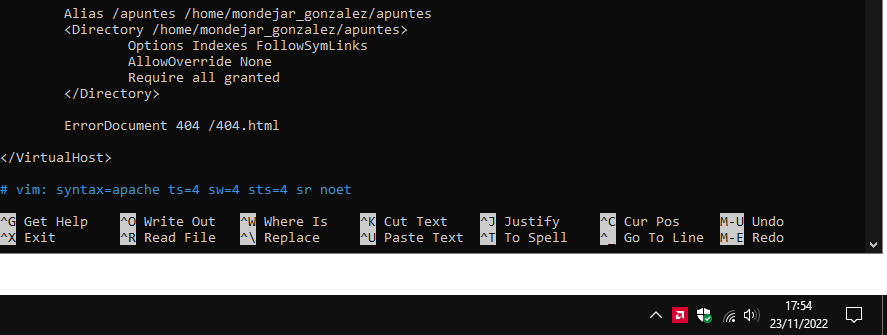 Alias /apuntes /home/mondejar_gonzalez/apuntes
<Directory /home/mondejar_gonzalez/apuntes>
Options Indexes FollowSymLinks
AllowOverride None
Require all granted
</Directory>
ErrorDocument 404 /404.html
</VirtualHost>
# vim: syntax=apache ts=4 sw=4 sts=4 sr noet
^G Get Help ^O Write Out ^W Where Is ^K Cut Text ^J Justify ^C Cur Pos M-U Undo
^X Exit ^R Read File ^\ Replace ^U Paste Text ^T To Spell ^_ Go To Line M-E Redo
17:54
23/11/2022